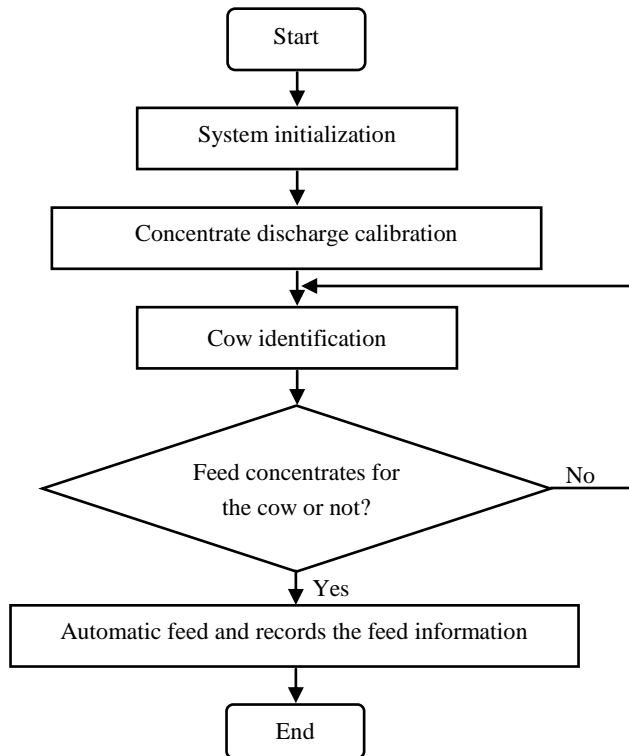 Start
System initialization
Concentrate discharge calibration
Cow identification
Feed concentrates for
the cow or not?
No
Yes
Automatic feed and records the feed information
End